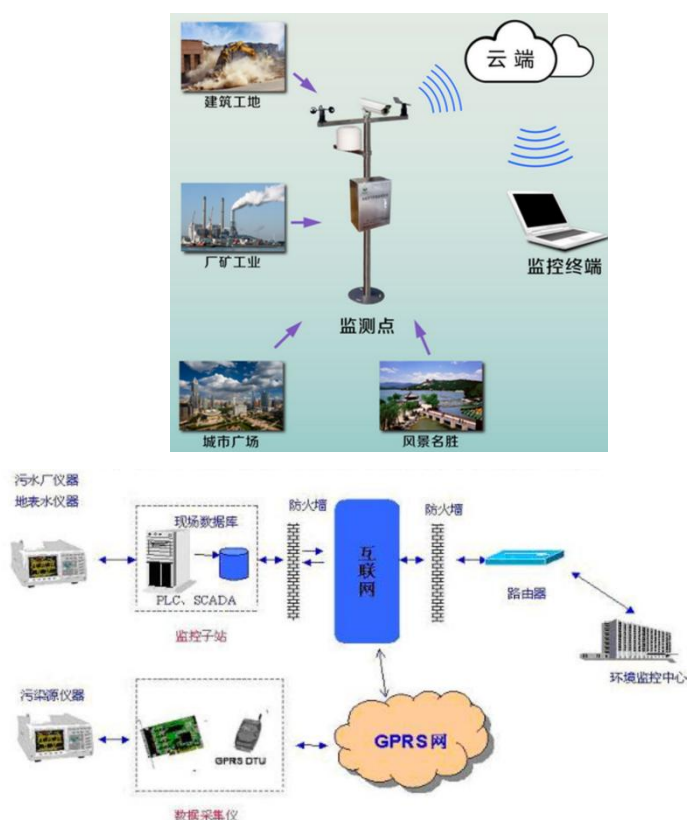 云端
建筑工地
厂矿工业
监控终端
监测点
城市广场
风景名胜
污水厂仪器
地表水仪器
现场数据库
PLC、SCADA
监控子站
防火墙
互联网
防火墙
路由器
环境监控中心
污染源仪器
GPRS DTU
数据采集仪
GPRS网